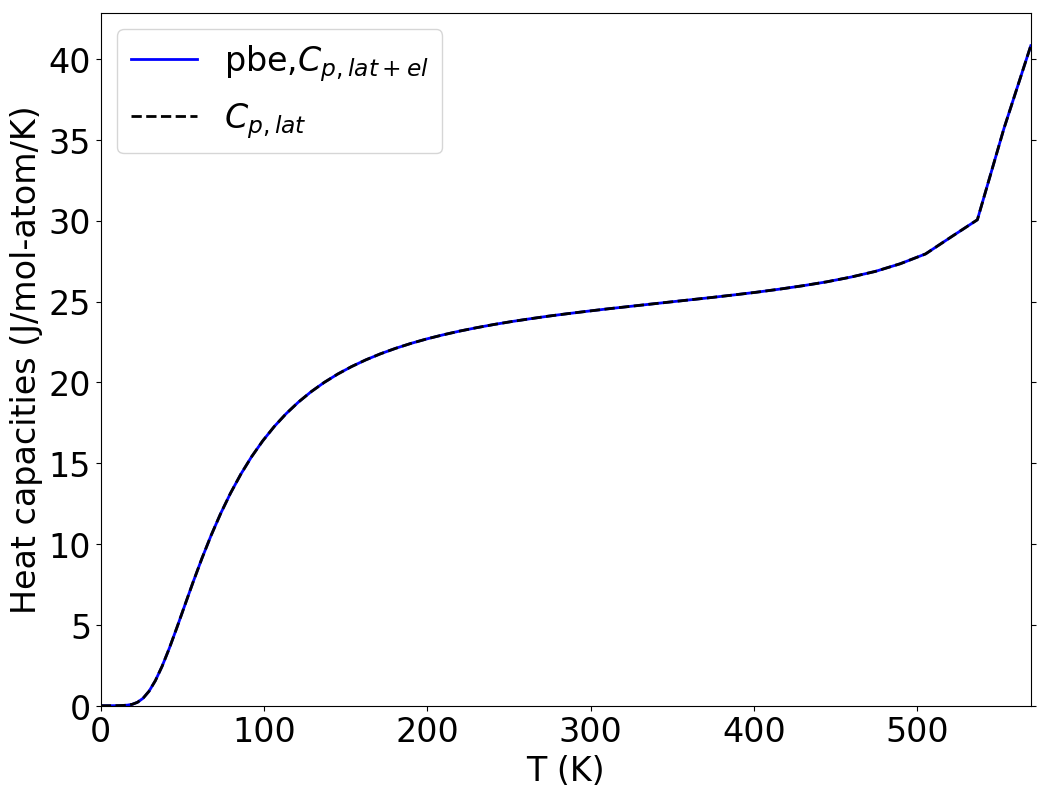 pbe,C_{p,lat+el}
C_{p,lat}
Heat capacities (J/mol-atom/K)
40
35
30
25
20
15
10
5
0
0 100 200 300 400 500
T (K)